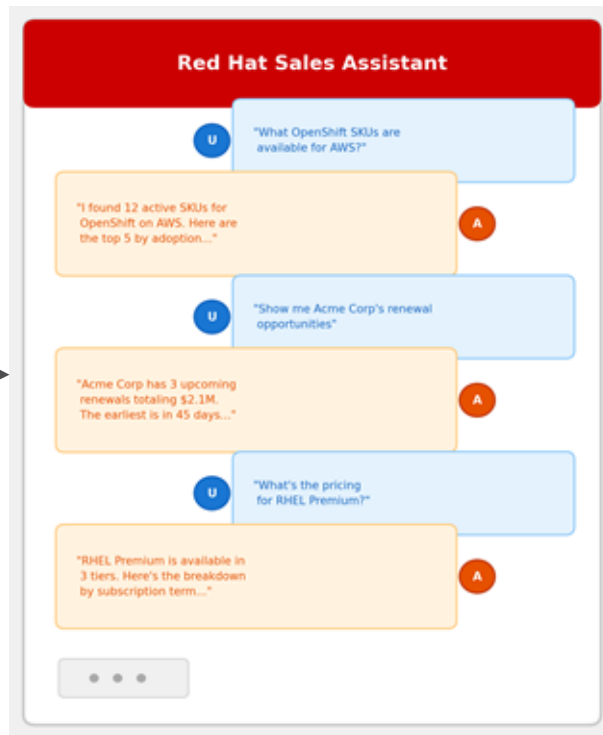 Red Hat Sales Assistant
U
"What OpenShift SKUs are
available for AWS?"
"I found 12 active SKUs for
OpenShift on AWS. Here are
the top 5 by adoption..."
A
U
"Show me Acme Corp's renewal
opportunities"
"Acme Corp has 3 upcoming
renewals totaling $2.1M.
The earliest is in 45 days..."
A
U
"What's the pricing
for RHEL Premium?"
"RHEL Premium is available in
3 tiers. Here's the breakdown
by subscription term..."
A